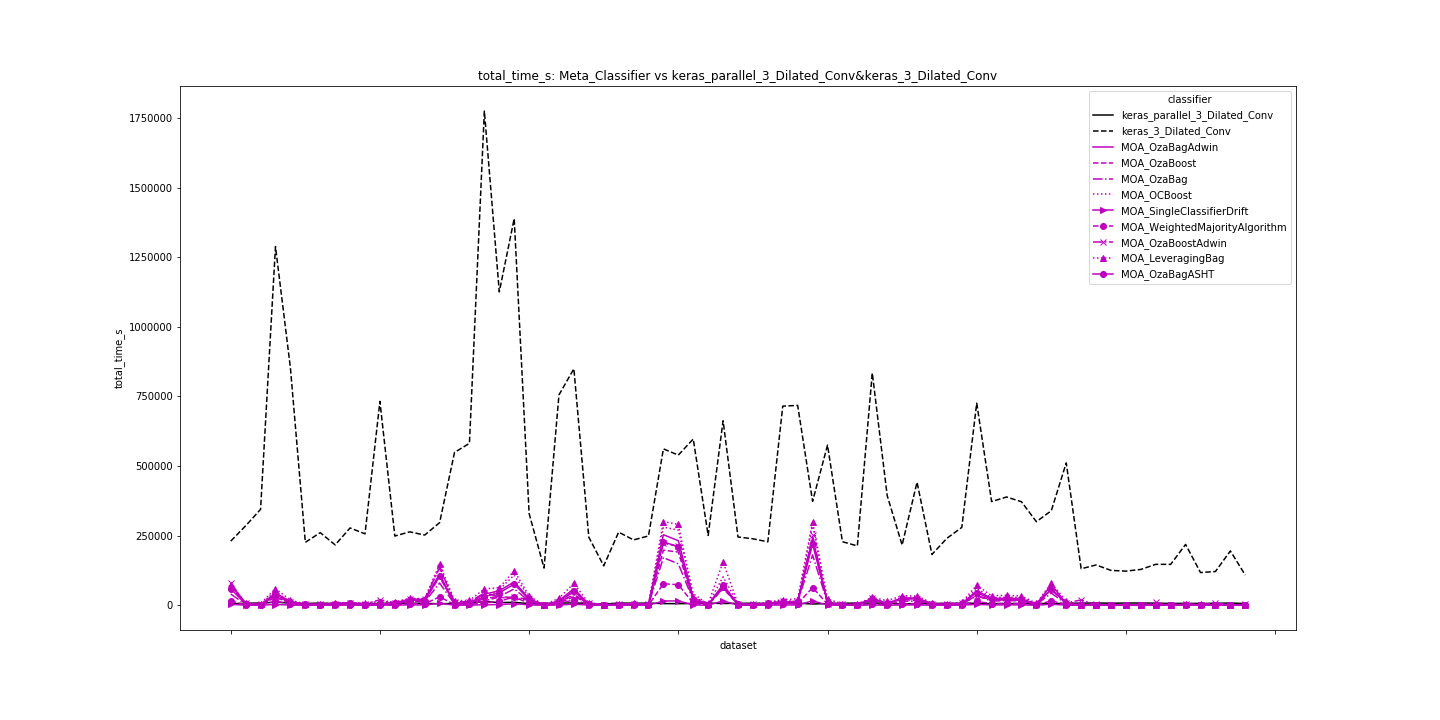 total_time_s: Meta_Classifier vs keras_parallel_3_Dilated_Conv&keras_3_Dilated_Conv
classifier
keras_parallel_3_Dilated_Conv
keras_3_Dilated_Conv
MOA_OzaBagAdwin
MOA_OzaBoost
MOA_OzaBag
MOA_OCBoost
MOA_SingleClassifierDrift
MOA_WeightedMajorityAlgorithm
MOA_OzaBoostAdwin
MOA_LeveragingBag
MOA_OzaBagASHT
1750000
1500000
1250000
1000000
750000
500000
250000
0
total_time_s
dataset